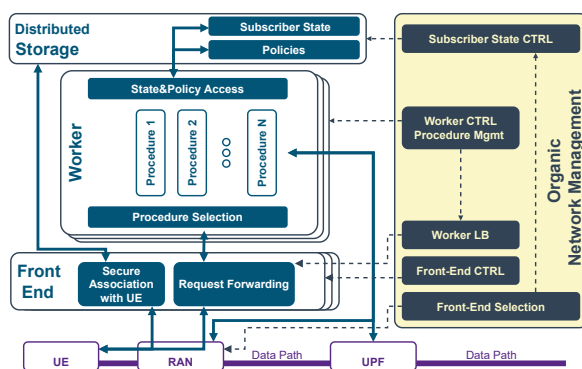 Distributed
Storage
Subscriber State
Policies
Subscriber State CTRL
Worker
State&Policy Access
Procedure 1
Procedure 2
Procedure N
Procedure Selection
Worker CTRL
Procedure Mgmt
Organic
Network Management
Worker LB
Front
End
Secure
Association
with UE
Request Forwarding
Front-End CTRL
Front-End Selection
UE
RAN
Data Path
UPF
Data Path